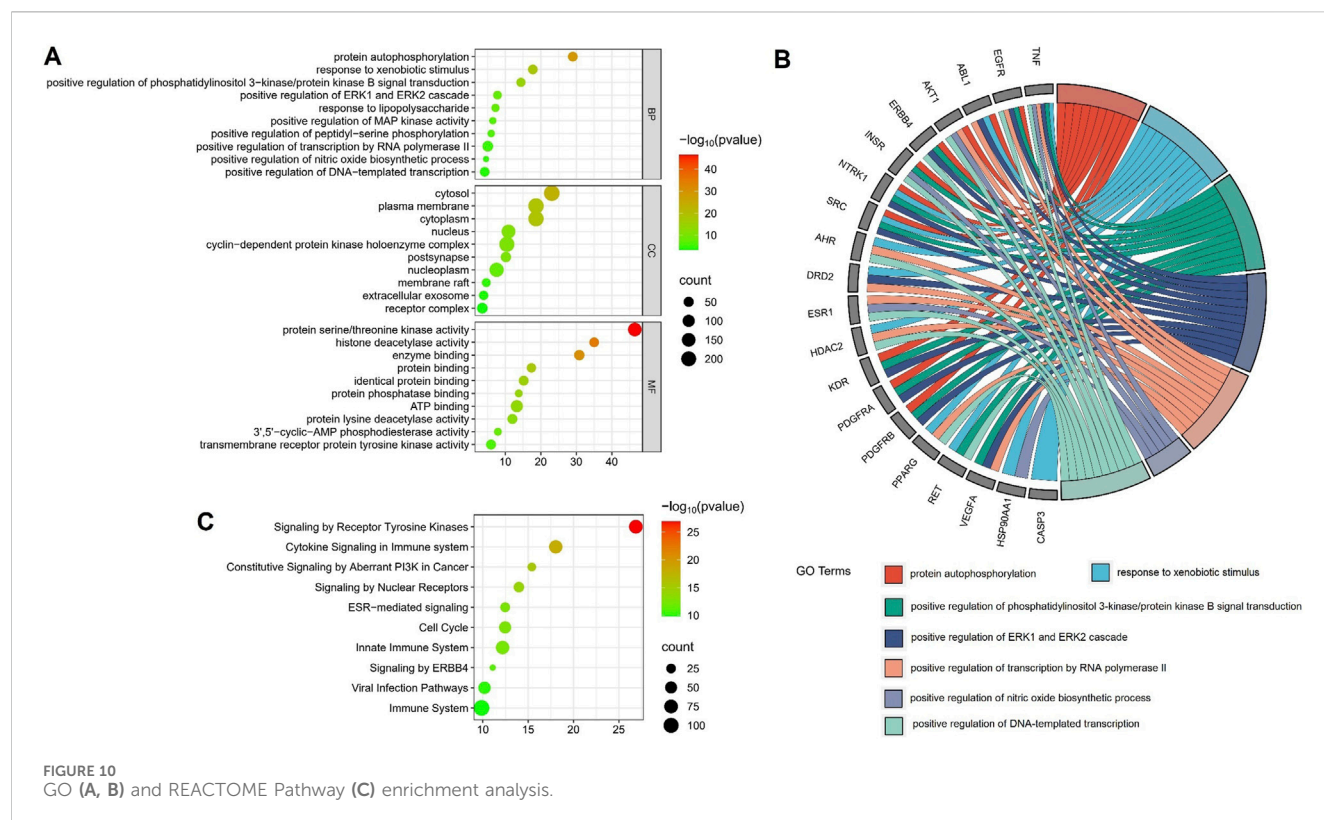 A
protein autophosphorylation
response to xenobiotic stimulus
positive regulation of phosphatidylinositol 3−kinase/protein kinase B signal transduction
positive regulation of ERK1 and ERK2 cascade
response to lipopolysaccharide
positive regulation of MAP kinase activity
positive regulation of peptidyl−serine phosphorylation
positive regulation of transcription by RNA polymerase II
positive regulation of nitric oxide biosynthetic process
positive regulation of DNA−templated transcription
BP
cytosol
plasma membrane
cytoplasm
nucleus
cyclin−dependent protein kinase holoenzyme complex
postsynapse
nucleoplasm
membrane raft
extracellular exosome
receptor complex
CC
protein serine/threonine kinase activity
histone deacetylase activity
enzyme binding
protein binding
identical protein binding
protein phosphatase binding
ATP binding
protein lysine deacetylase activity
3',5'−cyclic−AMP phosphodiesterase activity
transmembrane receptor protein tyrosine kinase activity
MF
10 20 30 40
−log10(pvalue)
40
30
20
10
count
50
100
150
200
B
TNF
EGFR
ABL1
AKT1
ERBB4
INSR
NTRK1
SRC
AHR
DRD2
ESR1
HDAC2
KDR
PDGFRA
PDGFRB
PPARG
RET
VEGFA
HSP90AA1
CASP3
GO Terms
protein autophosphorylation
response to xenobiotic stimulus
positive regulation of phosphatidylinositol 3-kinase/protein kinase B signal transduction
positive regulation of ERK1 and ERK2 cascade
positive regulation of transcription by RNA polymerase II
positive regulation of nitric oxide biosynthetic process
positive regulation of DNA-templated transcription
C
Signaling by Receptor Tyrosine Kinases
Cytokine Signaling in Immune system
Constitutive Signaling by Aberrant PI3K in Cancer
Signaling by Nuclear Receptors
ESR−mediated signaling
Cell Cycle
Innate Immune System
Signaling by ERBB4
Viral Infection Pathways
Immune System
10 15 20 25
−log10(pvalue)
25
20
15
10
count
25
50
75
100
FIGURE 10
GO (A, B) and REACTOME Pathway (C) enrichment analysis.